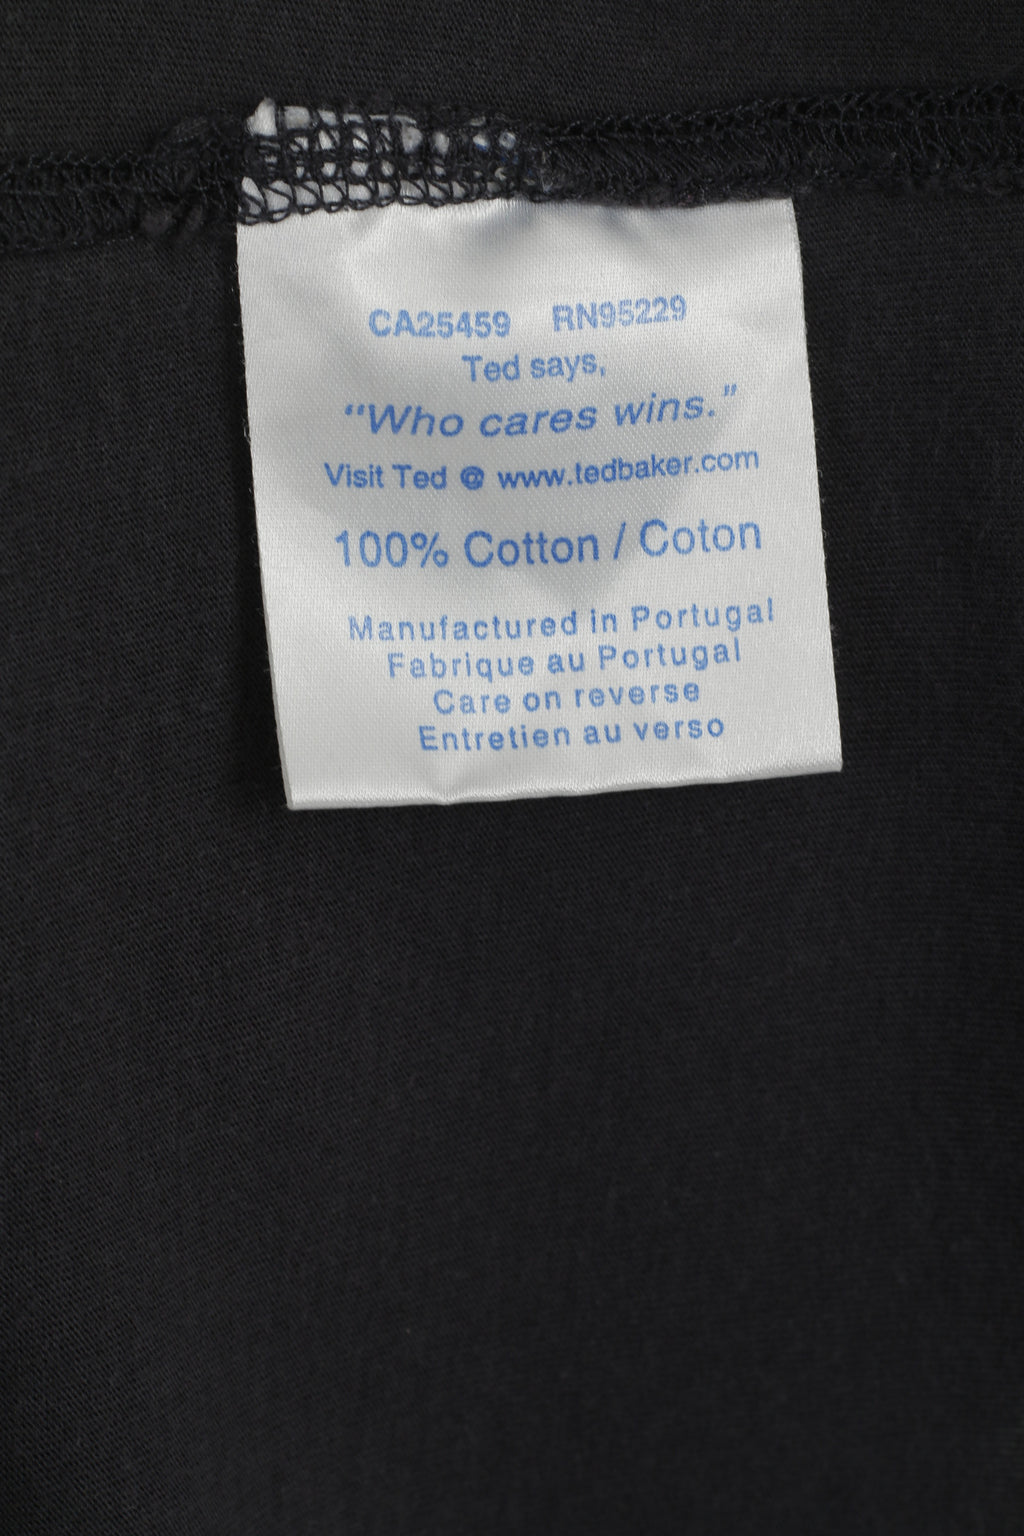 CA25459 RN95229
Ted says,
“Who cares wins.”
Visit Ted @ www.tedbaker.com
100% Cotton / Coton
Manufactured in Portugal
Fabrique au Portugal
Care on reverse
Entretien au verso